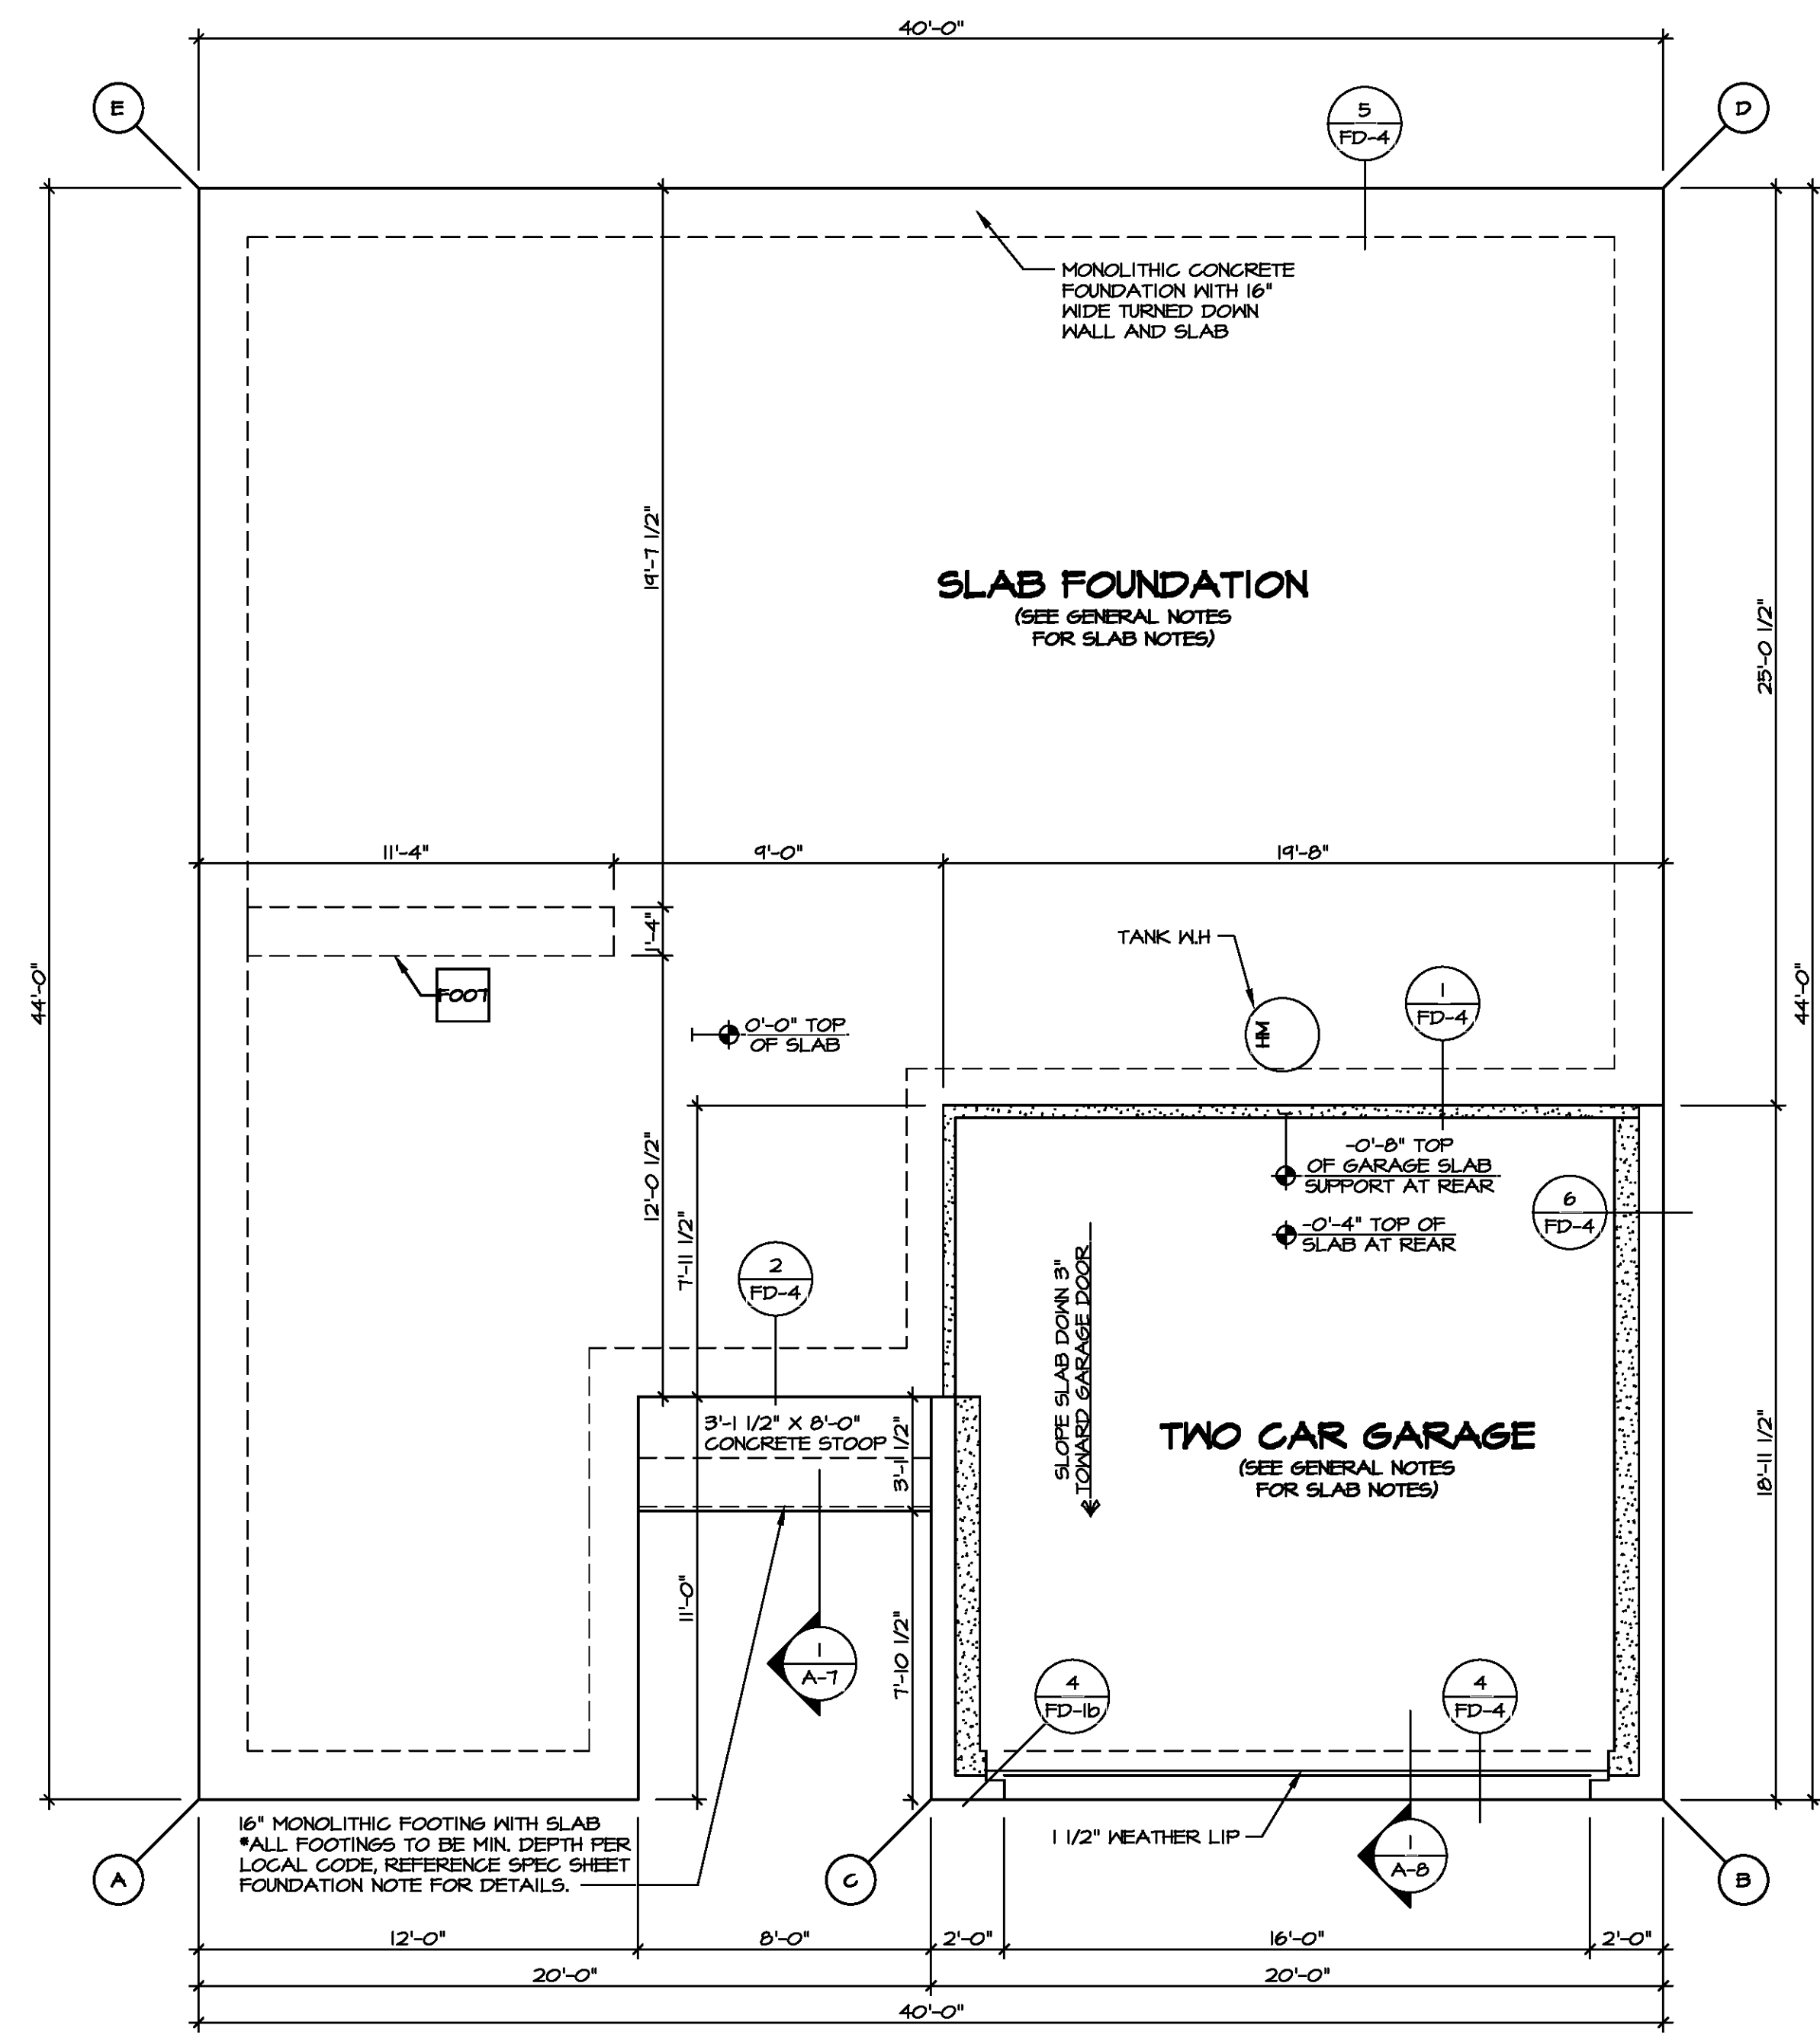 40'-0"
E
5
FD-4
D
MONOLITHIC CONCRETE
FOUNDATION WITH 16"
WIDE TURNED DOWN
WALL AND SLAB
19'-7 1/2"
SLAB FOUNDATION
(SEE GENERAL NOTES
FOR SLAB NOTES)
25'-0 1/2"
11'-4"
9'-0"
19'-8"
1'-4"
44'-0"
44'-0"
FOOT
TANK W.H
WH
1
FD-4
0'-0" TOP
OF SLAB
-0'-8" TOP
OF GARAGE SLAB
SUPPORT AT REAR
-0'-4" TOP OF
SLAB AT REAR
6
FD-4
12'-0 1/2"
7'-11 1/2"
2
FD-4
SLOPE SLAB DOWN 3"
TOWARD GARAGE DOOR
3'-1 1/2" X 8'-0"
CONCRETE STOOP
3'-1 1/2"
TWO CAR GARAGE
(SEE GENERAL NOTES
FOR SLAB NOTES)
18'-11 1/2"
11'-0"
7'-10 1/2"
1
A-7
4
FD-1b
4
FD-4
16" MONOLITHIC FOOTING WITH SLAB
*ALL FOOTINGS TO BE MIN. DEPTH PER
LOCAL CODE, REFERENCE SPEC SHEET
FOUNDATION NOTE FOR DETAILS.
1 1/2" WEATHER LIP
1
A-8
A
C
B
12'-0"
8'-0"
2'-0"
16'-0"
2'-0"
20'-0"
20'-0"
40'-0"